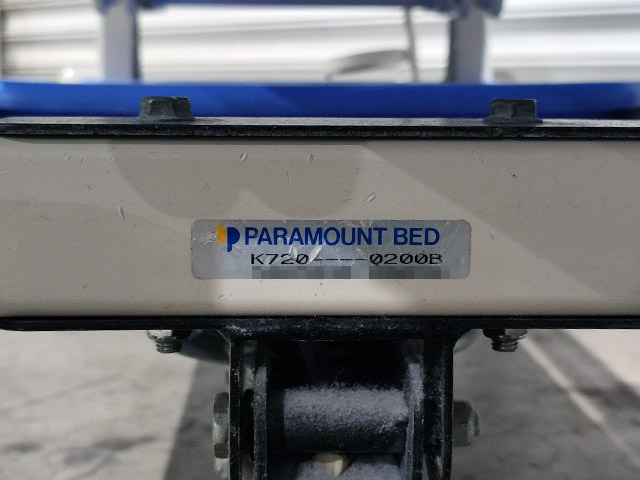 PARAMOUNT BED
K720----0200B